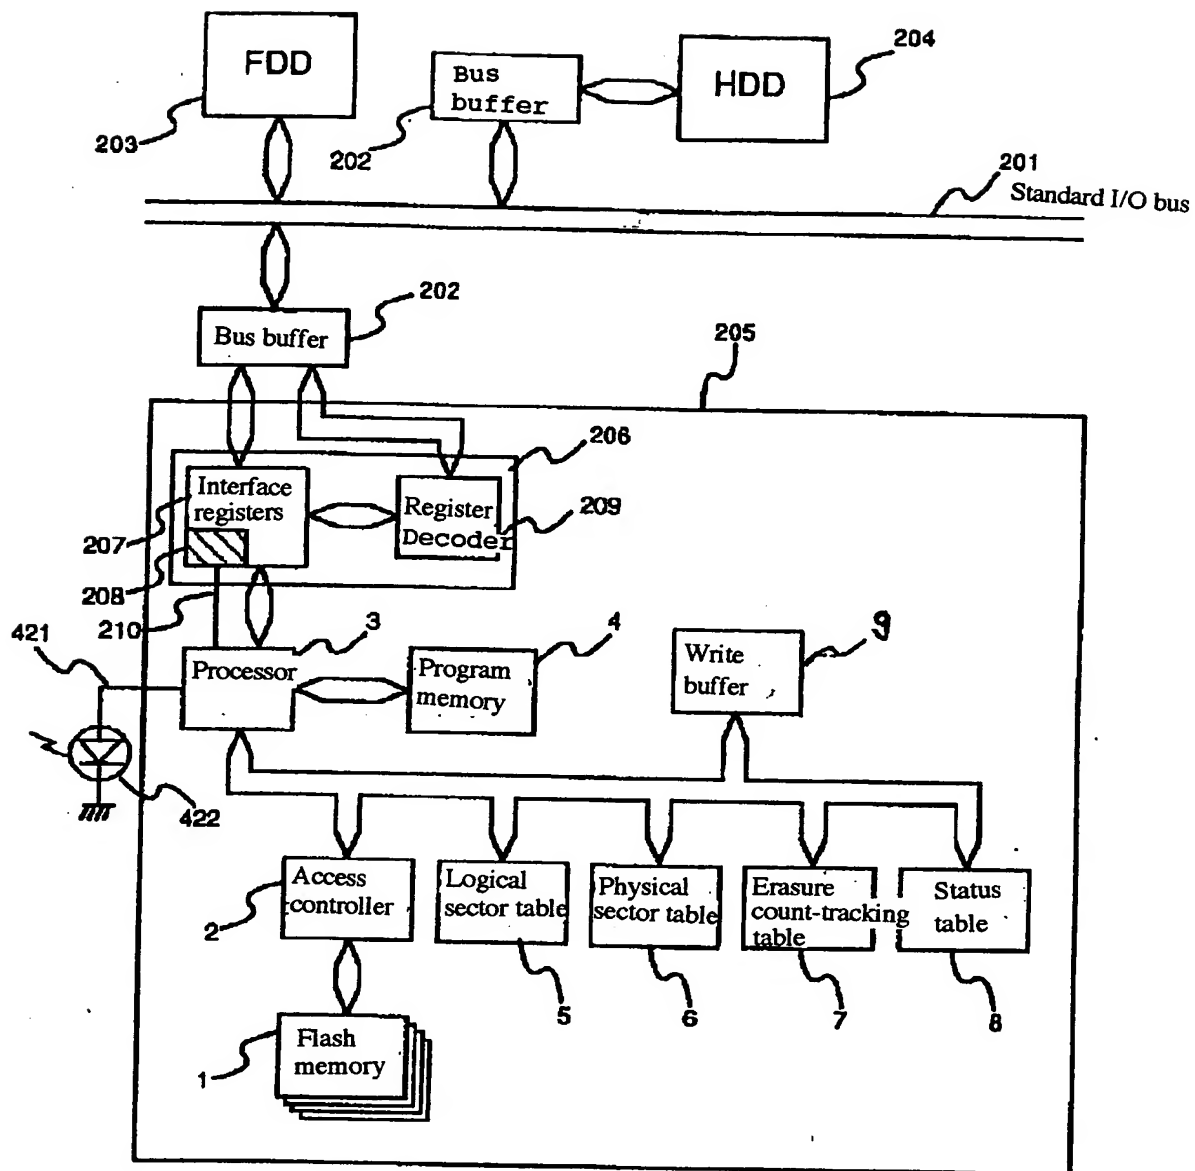 FDD
203
Bus
buffer
202
HDD
204
201
Standard I/O bus
202
Bus buffer
205
206
Interface
registers
207
208
210
Register
Decoder
209
421
3
Processor
4
Program
memory
9
Write
buffer
422
Access
controller
2
Logical
sector table
5
Physical
sector table
6
Erasure
count-tracking
table
7
Status
table
8
Flash
memory
1